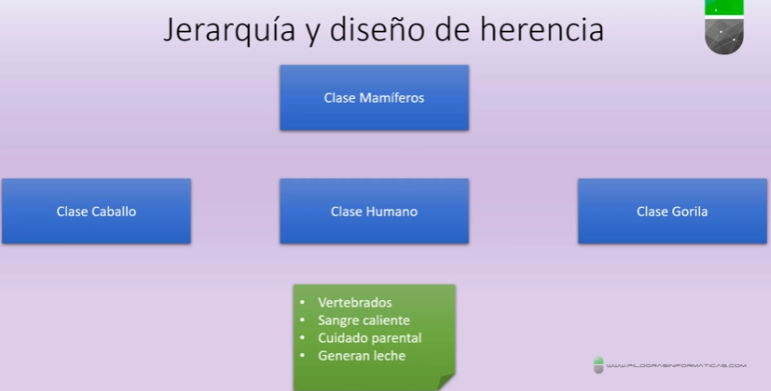 Jerarquía y diseño de herencia
Clase Mamíferos
Clase Caballo
Clase Humano
Clase Gorila
• Vertebrados
• Sangre caliente
• Cuidado parental
• Generan leche
WWW.PILDORASINFORMATICAS.COM